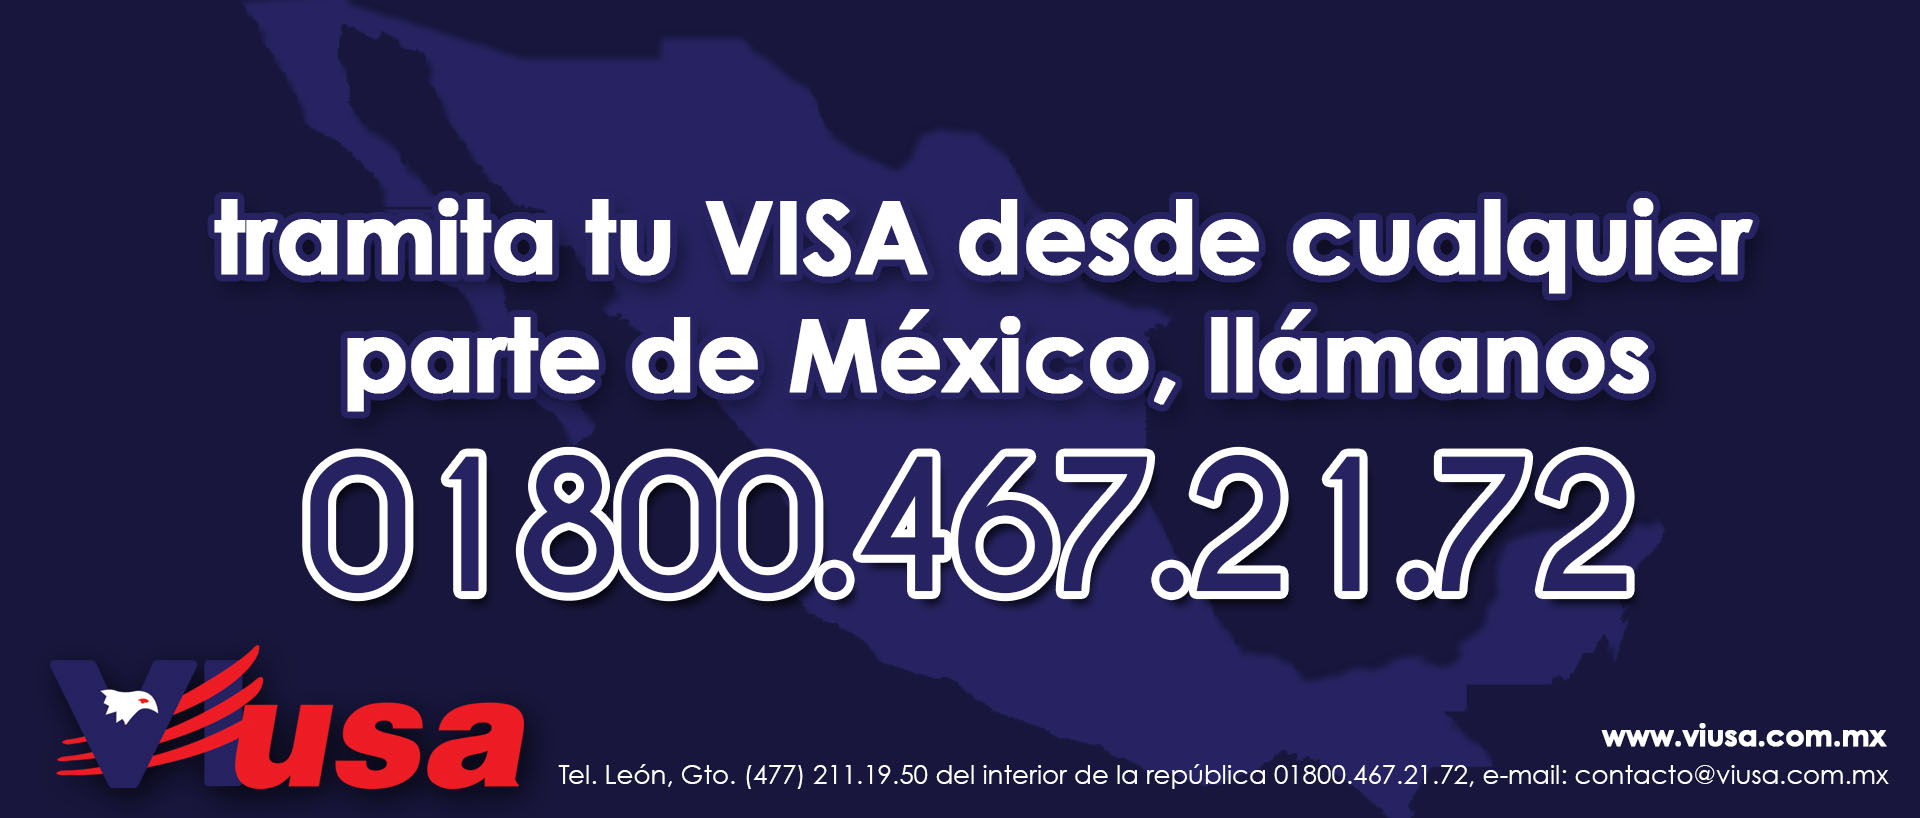 tramita tu VISA desde cualquier
parte de México, llámanos
01800.467.21.72
VIusa
www.viusa.com.mx
Tel. León, Gto. (477) 211.19.50 del interior de la república 01800.467.21.72, e-mail: contacto@viusa.com.mx